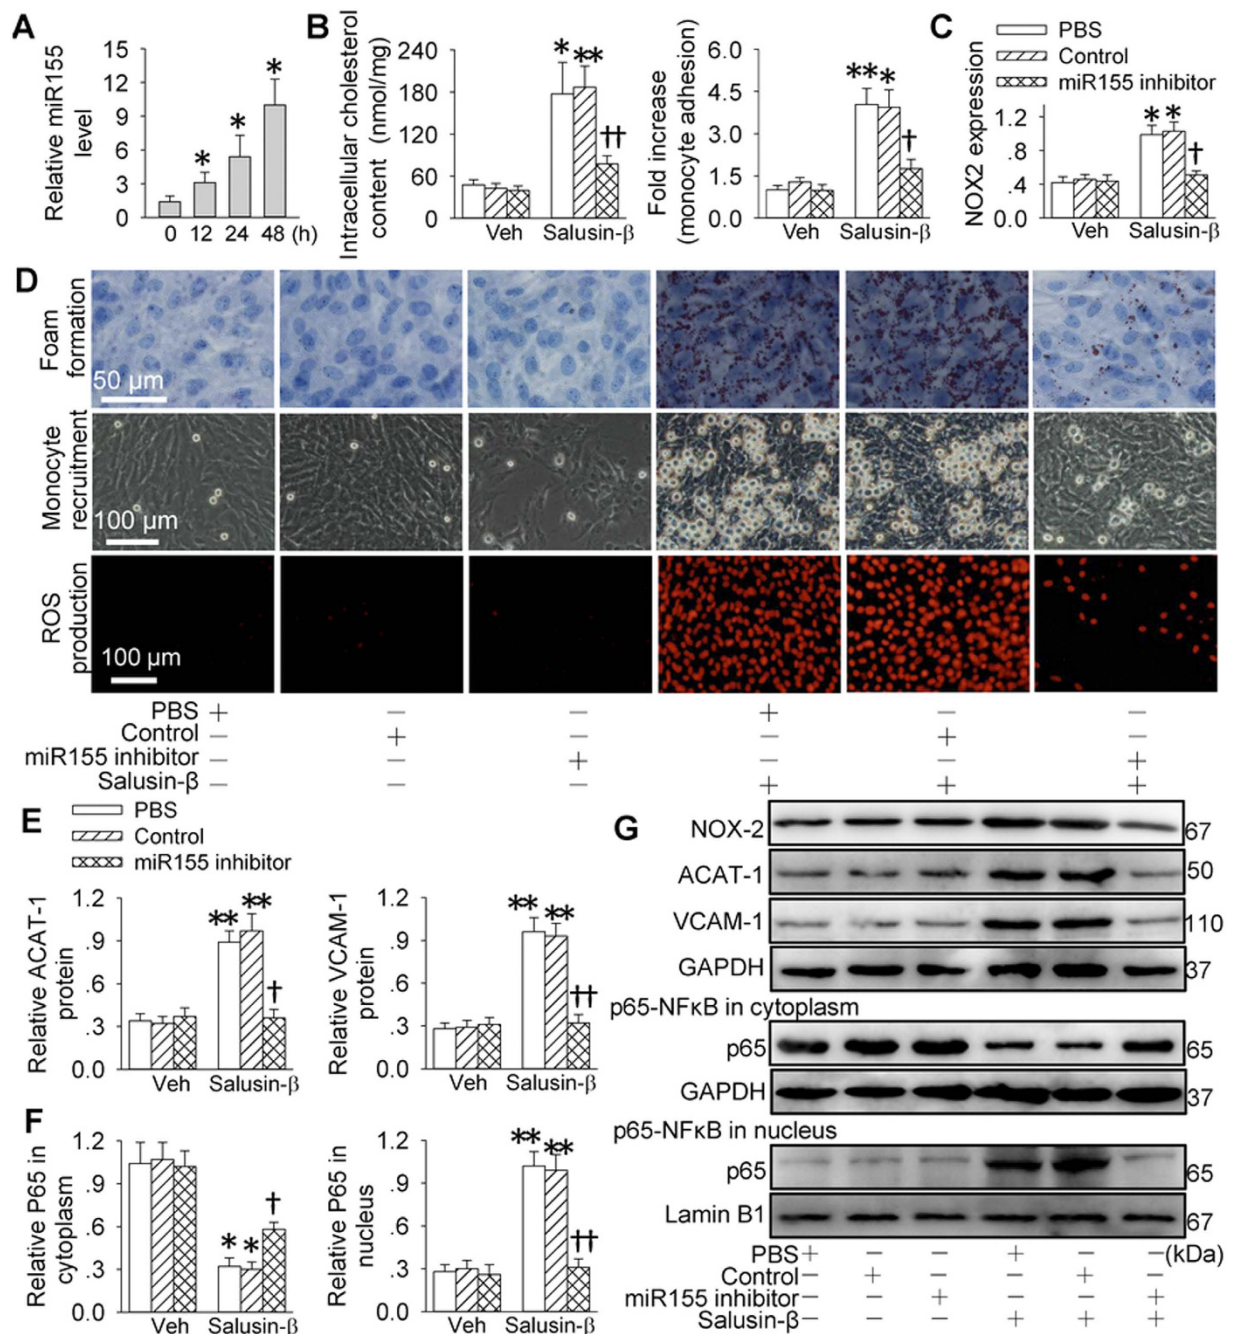 A
Relative miR155
level
15
12
9
6
3
0
*
*
*
0 12 24 48 (h)
B
Intracellular cholesterol
content (nmol/mg)
240
180
120
60
0
*
**
††
Veh Salusin-β
Fold increase
(monocyte adhesion)
6.0
4.5
3.0
1.5
0.0
**
*
†
Veh Salusin-β
C
PBS
Control
miR155 inhibitor
NOX2 expression
1.2
.8
.4
0.0
* *
†
Veh Salusin-β
D
Foam
formation
50 μm
Monocyte
recruitment
100 μm
ROS
production
100 μm
PBS + — — + — —
Control — + — — + —
miR155 inhibitor — — + — — +
Salusin-β — — — + + +
E
PBS
Control
miR155 inhibitor
Relative ACAT-1
protein
1.2
.9
.6
.3
0.0
**
**
†
Veh Salusin-β
Relative VCAM-1
protein
1.2
.9
.6
.3
0.0
**
**
††
Veh Salusin-β
F
Relative P65 in
cytoplasm
1.2
.9
.6
.3
0.0
* *
†
Veh Salusin-β
Relative P65 in
nucleus
1.2
.9
.6
.3
0.0
**
**
††
Veh Salusin-β
G
NOX-2 67
ACAT-1 50
VCAM-1 110
GAPDH 37
p65-NFκB in cytoplasm
p65 65
GAPDH 37
p65-NFκB in nucleus
p65 65
Lamin B1 67
PBS + — — + — — (kDa)
Control — + — — + —
miR155 inhibitor — — + — — +
Salusin-β — — — + + +